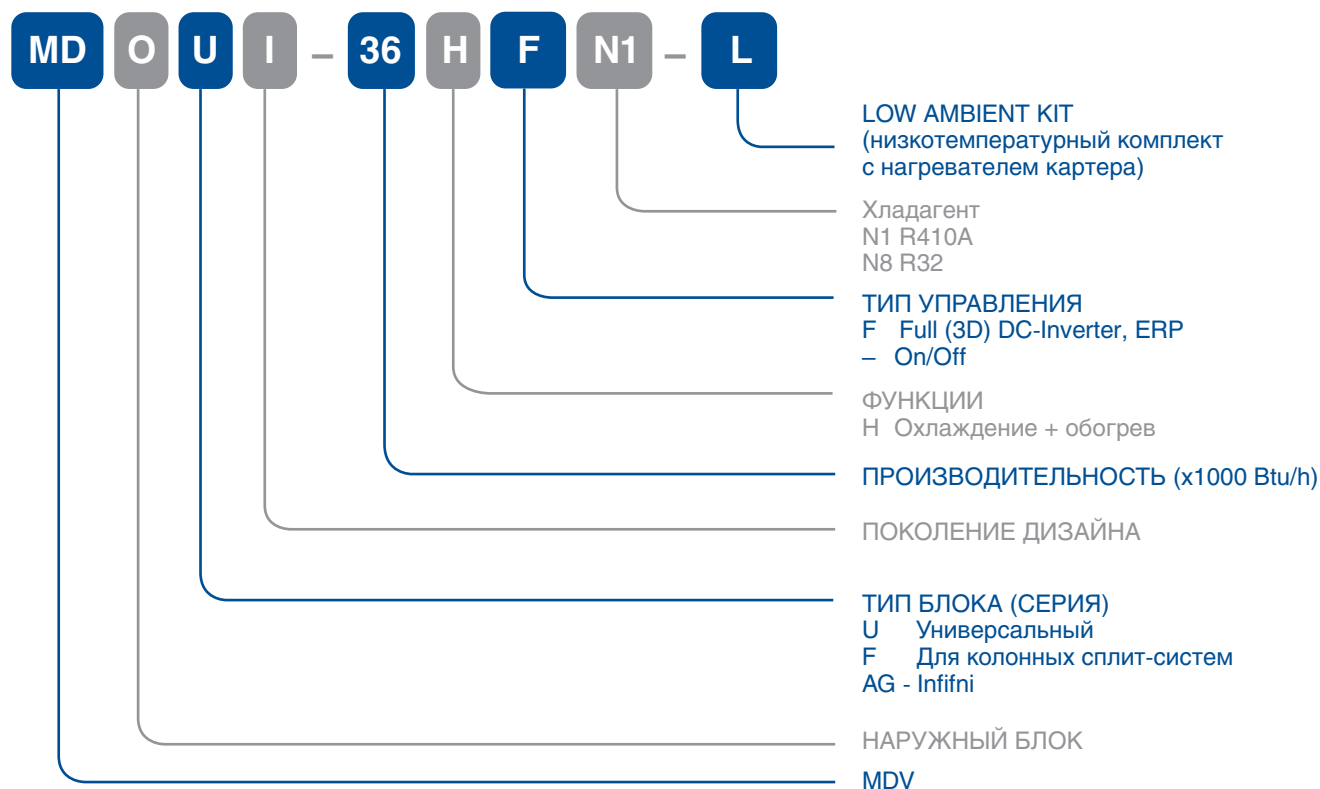 MD O U I – 36 H F N1 – L
LOW AMBIENT KIT
(низкотемпературный комплект
с нагревателем картера)
Хладагент
N1 R410A
N8 R32
ТИП УПРАВЛЕНИЯ
F Full (3D) DC-Inverter, ERP
– On/Off
ФУНКЦИИ
H Охлаждение + обогрев
ПРОИЗВОДИТЕЛЬНОСТЬ (x1000 Btu/h)
ПОКОЛЕНИЕ ДИЗАЙНА
ТИП БЛОКА (СЕРИЯ)
U Универсальный
F Для колонных сплит-систем
AG - Infifni
НАРУЖНЫЙ БЛОК
MDV